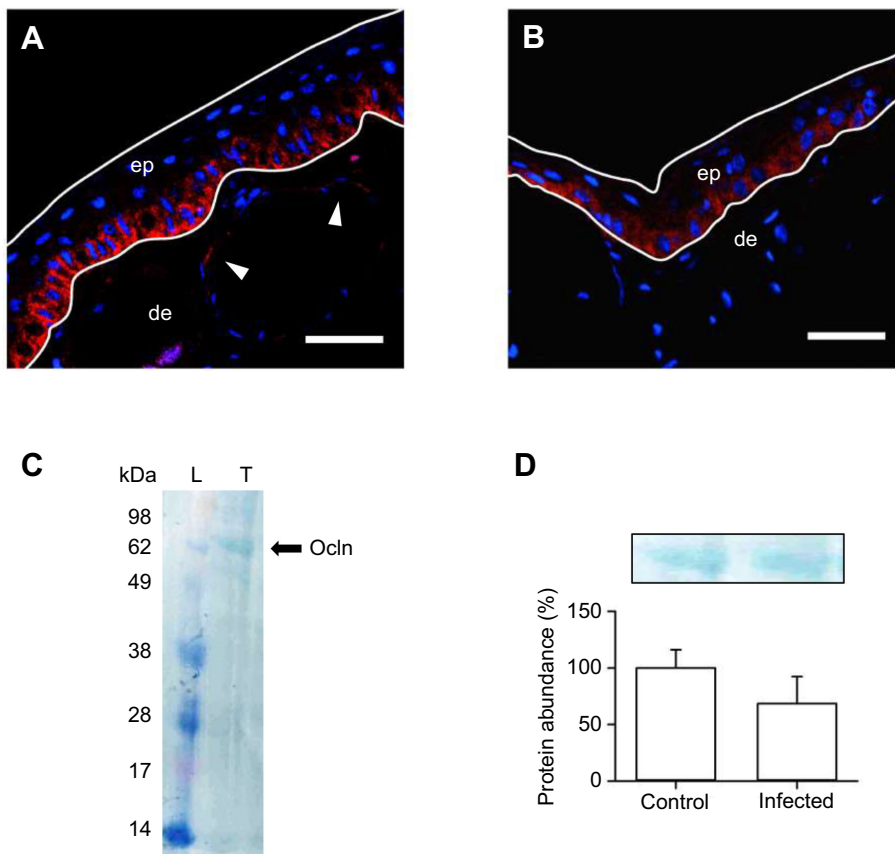 A
ep
de
B
ep
de
C
kDa L T
98
62
Ocln
49
38
28
17
14
D
Protein abundance (%)
150
100
50
0
Control Infected